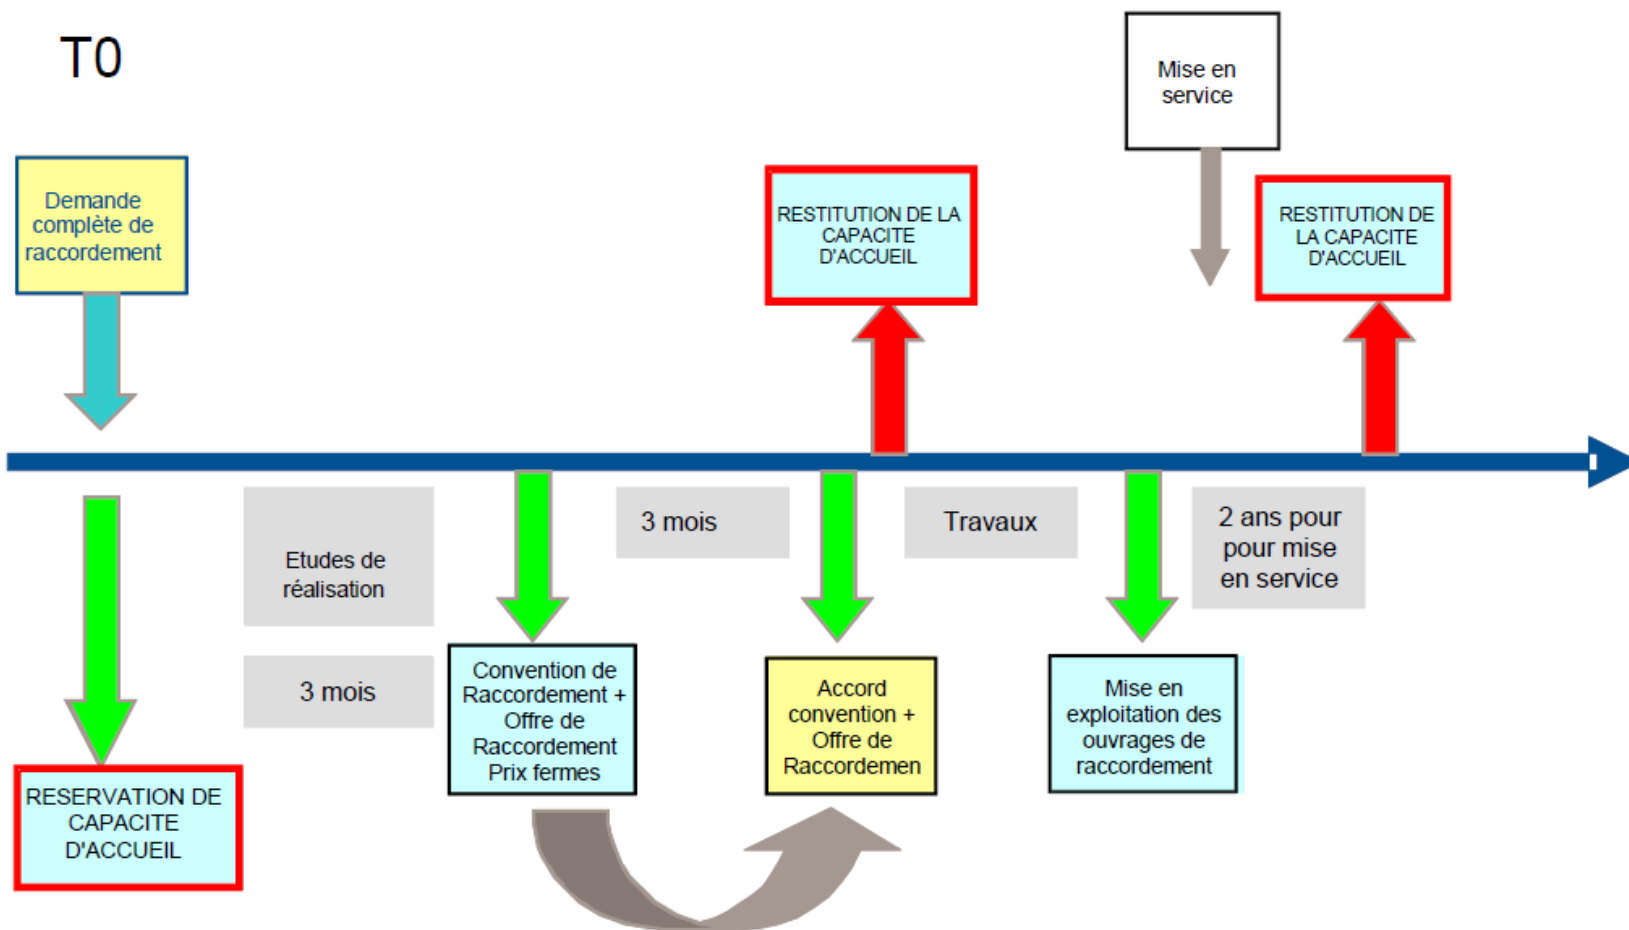 T0
Mise en
service
Demande
complète de
raccordement
RESTITUTION DE LA
CAPACITE
D'ACCUEIL
RESTITUTION DE
LA CAPACITE
D'ACCUEIL
Etudes de
réalisation
3 mois
3 mois
Travaux
2 ans pour
pour mise
en service
Convention de
Raccordement +
Offre de
Raccordement
Prix fermes
Accord
convention +
Offre de
Raccordemen
Mise en
exploitation des
ouvrages de
raccordement
RESERVATION DE
CAPACITE
D'ACCUEIL